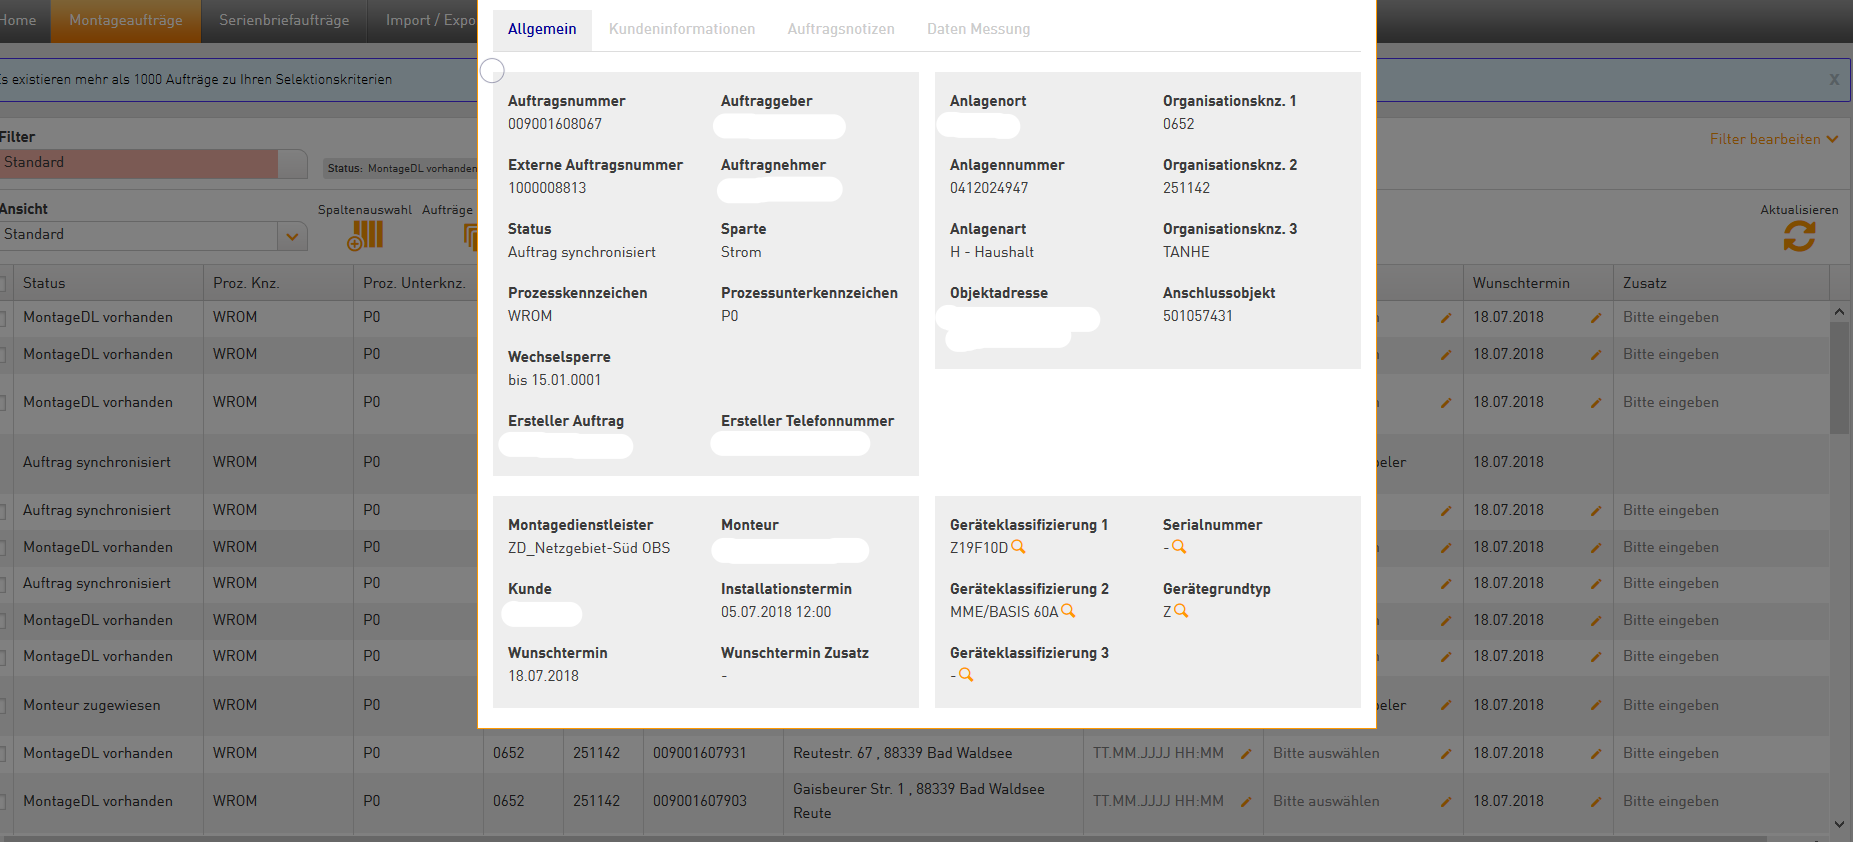 Home Montageaufträge Serienbriefaufträge Import / Expo
Es existieren mehr als 1000 Aufträge zu Ihren Selektionskriterien x
Filter
Standard
Status: MontageDL vorhanden
Filter bearbeiten
Ansicht
Standard
Spaltenauswahl Aufträge
Aktualisieren
Allgemein Kundeninformationen Auftragsnotizen Daten Messung
Auftragsnummer Auftraggeber
009001608067
Externe Auftragsnummer Auftragnehmer
1000008813
Status Sparte
Auftrag synchronisiert Strom
Prozesskennzeichen Prozessunterkennzeichen
WROM P0
Wechselsperre
bis 15.01.0001
Ersteller Auftrag Ersteller Telefonnummer
Anlagenort Organisationsknz. 1
0652
Anlagennummer Organisationsknz. 2
0412024947 251142
Anlagenart Organisationsknz. 3
H - Haushalt TANHE
Objektadresse Anschlussobjekt
501057431
Montagedienstleister Monteur
ZD_Netzgebiet-Süd OBS
Kunde Installationstermin
05.07.2018 12:00
Wunschtermin Wunschtermin Zusatz
18.07.2018 -
Geräteklassifizierung 1 Serialnummer
Z19F10D -
Geräteklassifizierung 2 Gerätegrundtyp
MME/BASIS 60A Z
Geräteklassifizierung 3
-
Status Proz. Knz. Proz. Unterknz. Wunschtermin Zusatz
MontageDL vorhanden WROM P0 n 18.07.2018 Bitte eingeben
MontageDL vorhanden WROM P0 n 18.07.2018 Bitte eingeben
MontageDL vorhanden WROM P0 n 18.07.2018 Bitte eingeben
Auftrag synchronisiert WROM P0 peler 18.07.2018
Auftrag synchronisiert WROM P0 n 18.07.2018 Bitte eingeben
MontageDL vorhanden WROM P0 n 18.07.2018 Bitte eingeben
Auftrag synchronisiert WROM P0 n 18.07.2018 Bitte eingeben
MontageDL vorhanden WROM P0 n 18.07.2018 Bitte eingeben
MontageDL vorhanden WROM P0 n 18.07.2018 Bitte eingeben
Monteur zugewiesen WROM P0 peler 18.07.2018 Bitte eingeben
MontageDL vorhanden WROM P0 0652 251142 009001607931 Reutestr. 67 , 88339 Bad Waldsee TT.MM.JJJJ HH:MM Bitte auswählen 18.07.2018 Bitte eingeben
MontageDL vorhanden WROM P0 0652 251142 009001607903 Gaisbeurer Str. 1 , 88339 Bad Waldsee TT.MM.JJJJ HH:MM Bitte auswählen 18.07.2018 Bitte eingeben
Reute